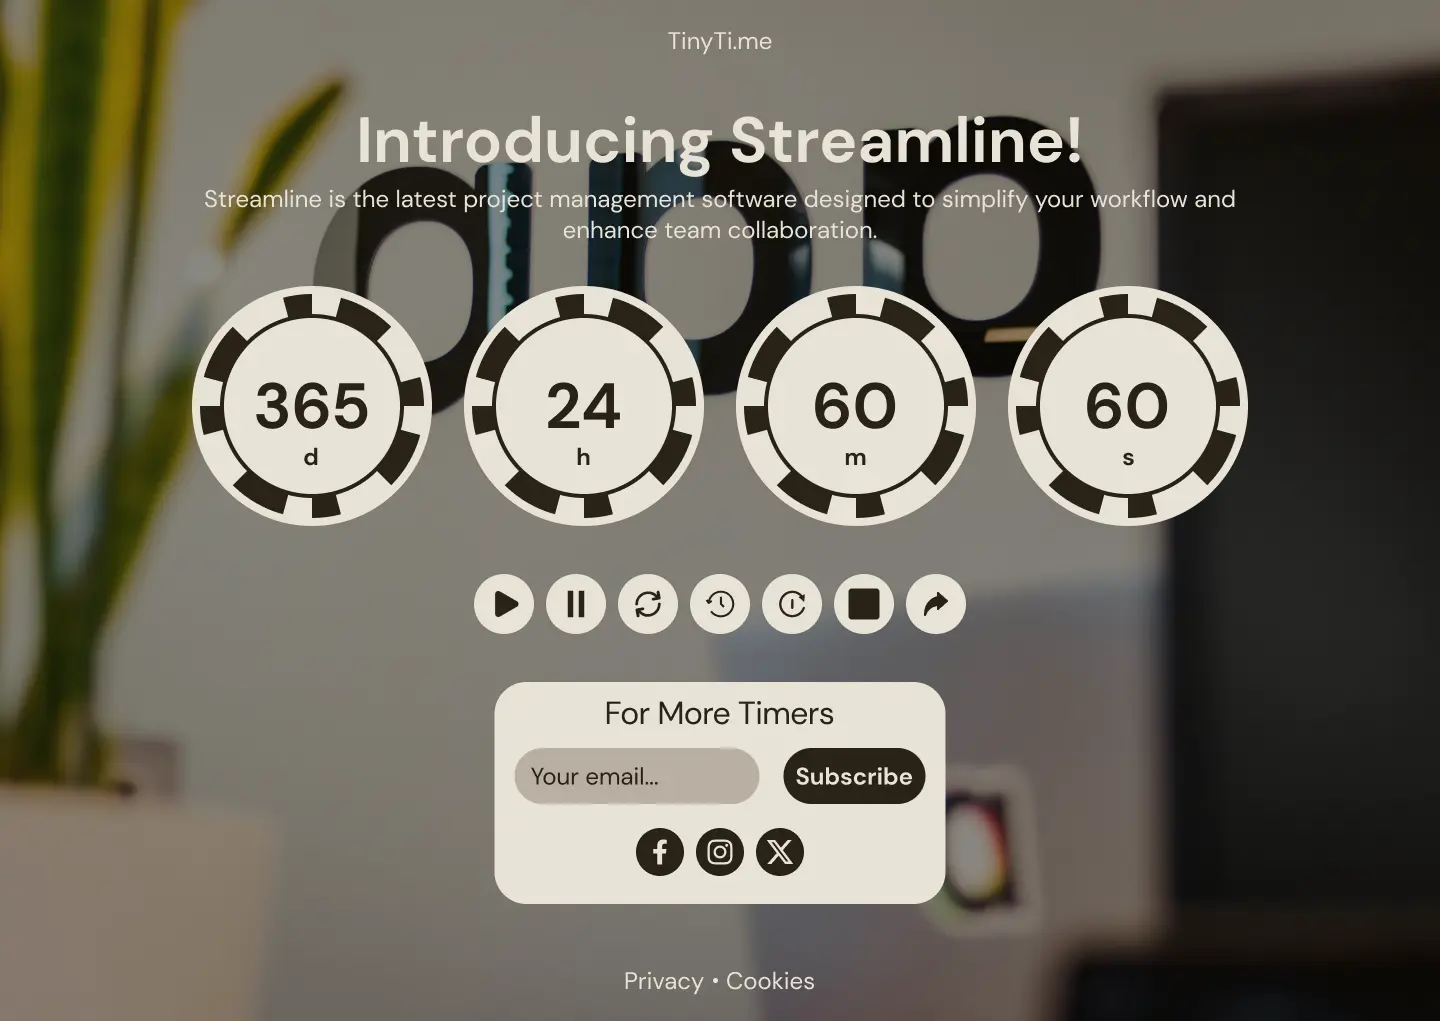 TinyTi.me
Introducing Streamline!
Streamline is the latest project management software designed to simplify your workflow and
enhance team collaboration.
365
d
24
h
60
m
60
s
For More Timers
Your email...
Subscribe
Privacy • Cookies